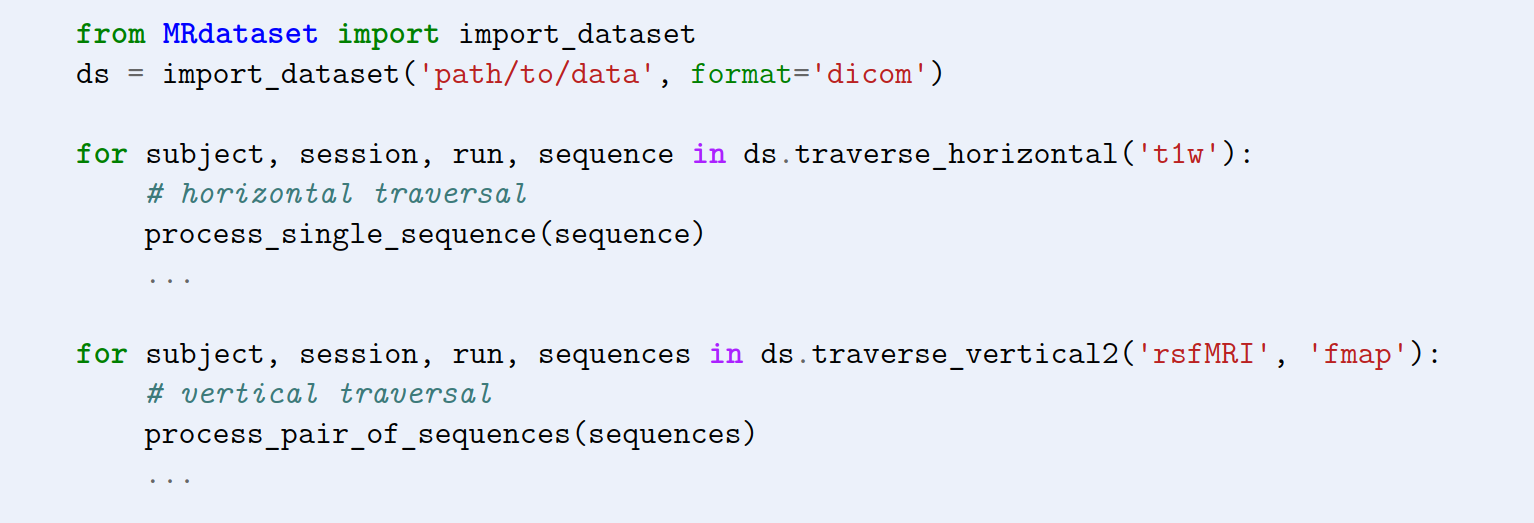 from MRdataset import import_dataset
ds = import_dataset('path/to/data', format='dicom')
for subject, session, run, sequence in ds.traverse_horizontal('t1w'):
# horizontal traversal
process_single_sequence(sequence)
...
for subject, session, run, sequences in ds.traverse_vertical2('rsfMRI', 'fmap'):
# vertical traversal
process_pair_of_sequences(sequences)
...